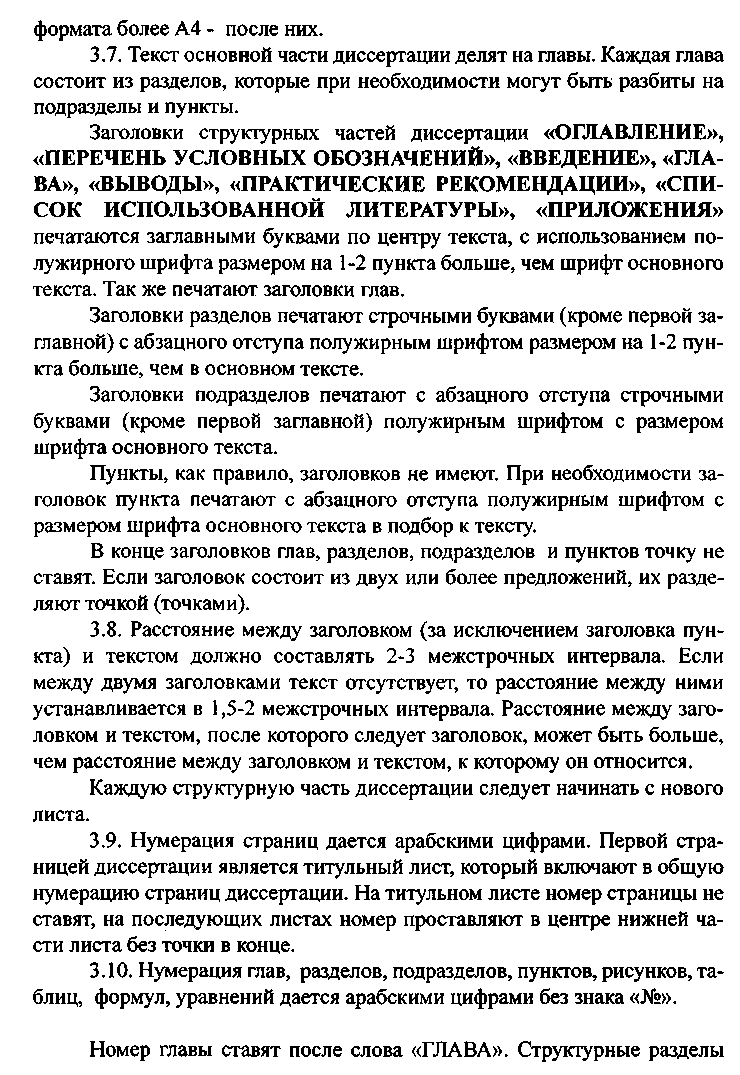 формата более А4 - после них.
3.7. Текст основной части диссертации делят на главы. Каждая глава
состоит из разделов, которые при необходимости могут быть разбиты на
подразделы и пункты.
Заголовки структурных частей диссертации «ОГЛАВЛЕНИЕ»,
«ПЕРЕЧЕНЬ УСЛОВНЫХ ОБОЗНАЧЕНИЙ», «ВВЕДЕНИЕ», «ГЛА-
ВА», «ВЫВОДЫ», «ПРАКТИЧЕСКИЕ РЕКОМЕНДАЦИИ», «СПИ-
СОК ИСПОЛЬЗОВАННОЙ ЛИТЕРАТУРЫ», «ПРИЛОЖЕНИЯ»
печатаются заглавными буквами по центру текста, с использованием по-
лужирного шрифта размером на 1-2 пункта больше, чем шрифт основного
текста. Так же печатают заголовки глав.
Заголовки разделов печатают строчными буквами (кроме первой за-
главной) с абзацного отступа полужирным шрифтом размером на 1-2 пун-
кта больше, чем в основном тексте.
Заголовки подразделов печатают с абзацного отступа строчными
буквами (кроме первой заглавной) полужирным шрифтом с размером
шрифта основного текста.
Пункты, как правило, заголовков не имеют. При необходимости за-
головок пункта печатают с абзацного отступа полужирным шрифтом с
размером шрифта основного текста в подбор к тексту.
В конце заголовков глав, разделов, подразделов и пунктов точку не
ставят. Если заголовок состоит из двух или более предложений, их разде-
ляют точкой (точками).
3.8. Расстояние между заголовком (за исключением заголовка пун-
кта) и текстом должно составлять 2-3 межстрочных интервала. Если
между двумя заголовками текст отсутствует, то расстояние между ними
устанавливается в 1,5-2 межстрочных интервала. Расстояние между заго-
ловком и текстом, после которого следует заголовок, может быть больше,
чем расстояние между заголовком и текстом, к которому он относится.
Каждую структурную часть диссертации следует начинать с нового
листа.
3.9. Нумерация страниц дается арабскими цифрами. Первой стра-
ницей диссертации является титульный лист, который включают в общую
нумерацию страниц диссертации. На титульном листе номер страницы не
ставят, на последующих листах номер проставляют в центре нижней ча-
сти листа без точки в конце.
3.10. Нумерация глав, разделов, подразделов, пунктов, рисунков, та-
блиц, формул, уравнений дается арабскими цифрами без знака «№».
Номер главы ставят после слова «ГЛАВА». Структурные разделы